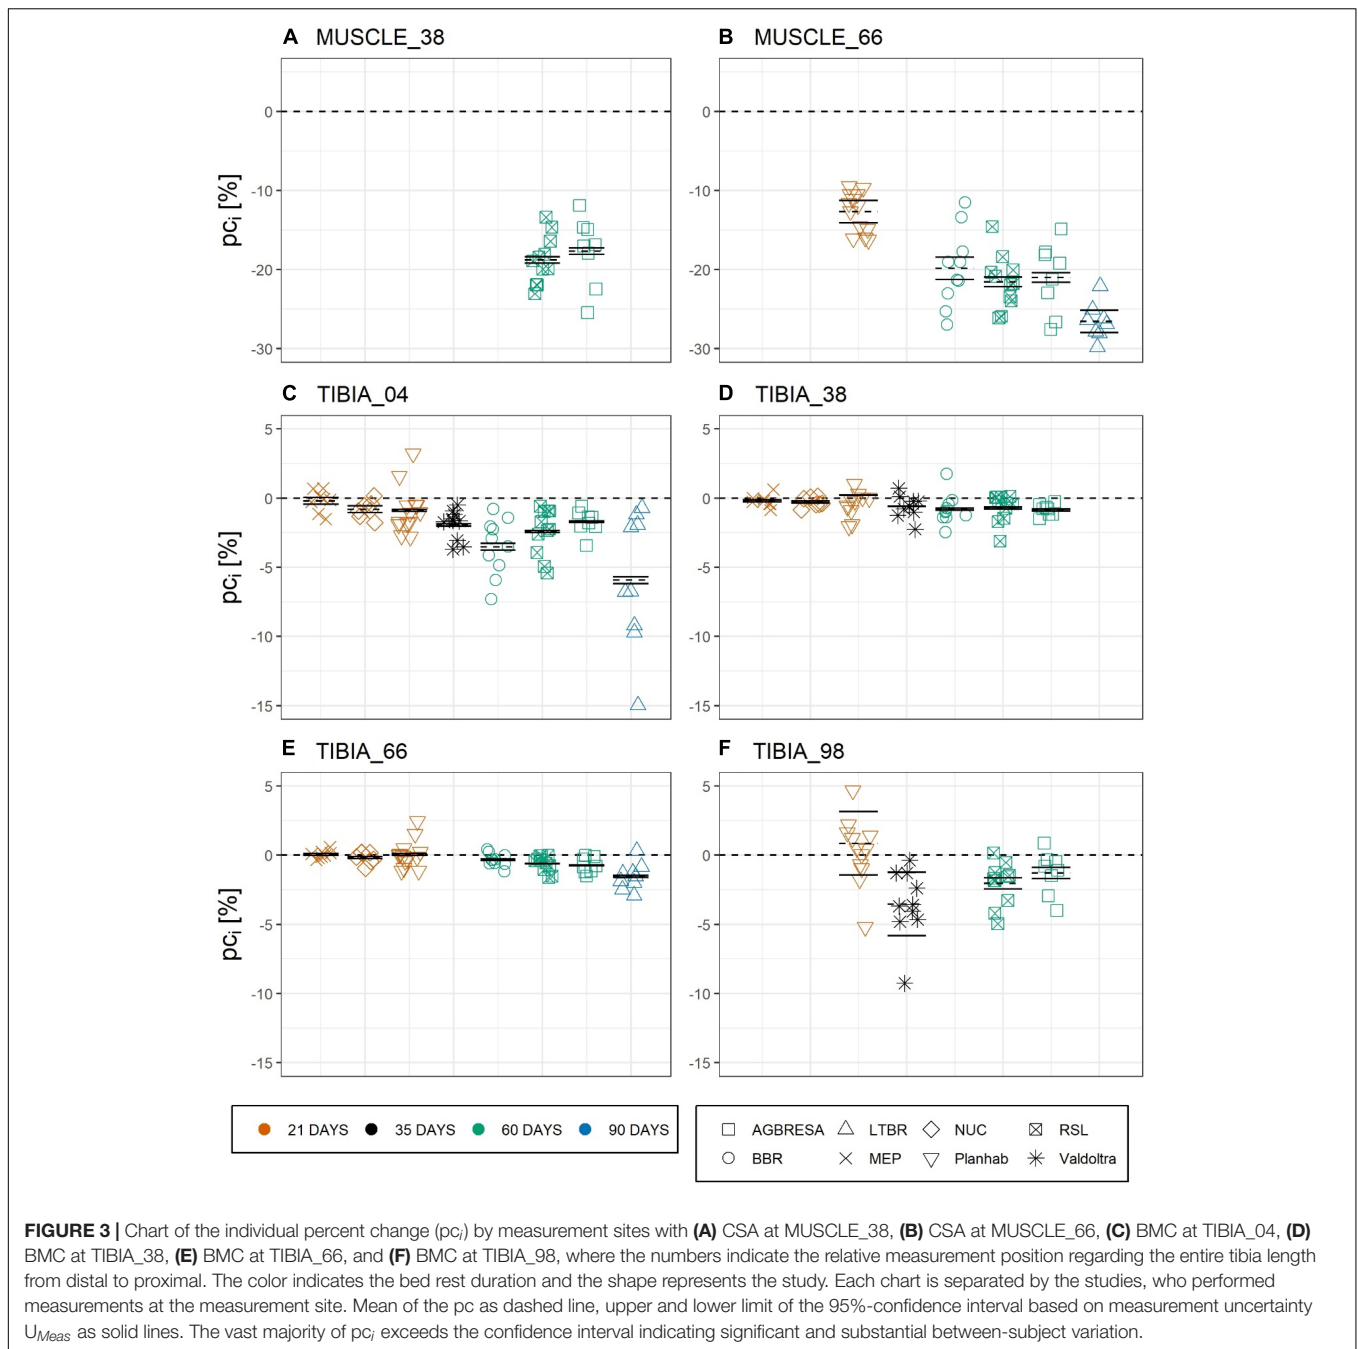 A MUSCLE_38
B MUSCLE_66
pci [%]
0
-10
-20
-30
0
-10
-20
-30
C TIBIA_04
D TIBIA_38
pci [%]
5
0
-5
-10
-15
5
0
-5
-10
-15
E TIBIA_66
F TIBIA_98
pci [%]
5
0
-5
-10
-15
5
0
-5
-10
-15
21 DAYS 35 DAYS 60 DAYS 90 DAYS
AGBRESA LTBR NUC RSL
BBR MEP Planhab Valdoltra
FIGURE 3 | Chart of the individual percent change (pci) by measurement sites with (A) CSA at MUSCLE_38, (B) CSA at MUSCLE_66, (C) BMC at TIBIA_04, (D)
BMC at TIBIA_38, (E) BMC at TIBIA_66, and (F) BMC at TIBIA_98, where the numbers indicate the relative measurement position regarding the entire tibia length
from distal to proximal. The color indicates the bed rest duration and the shape represents the study. Each chart is separated by the studies, who performed
measurements at the measurement site. Mean of the pc as dashed line, upper and lower limit of the 95%-confidence interval based on measurement uncertainty
UMeas as solid lines. The vast majority of pci exceeds the confidence interval indicating significant and substantial between-subject variation.